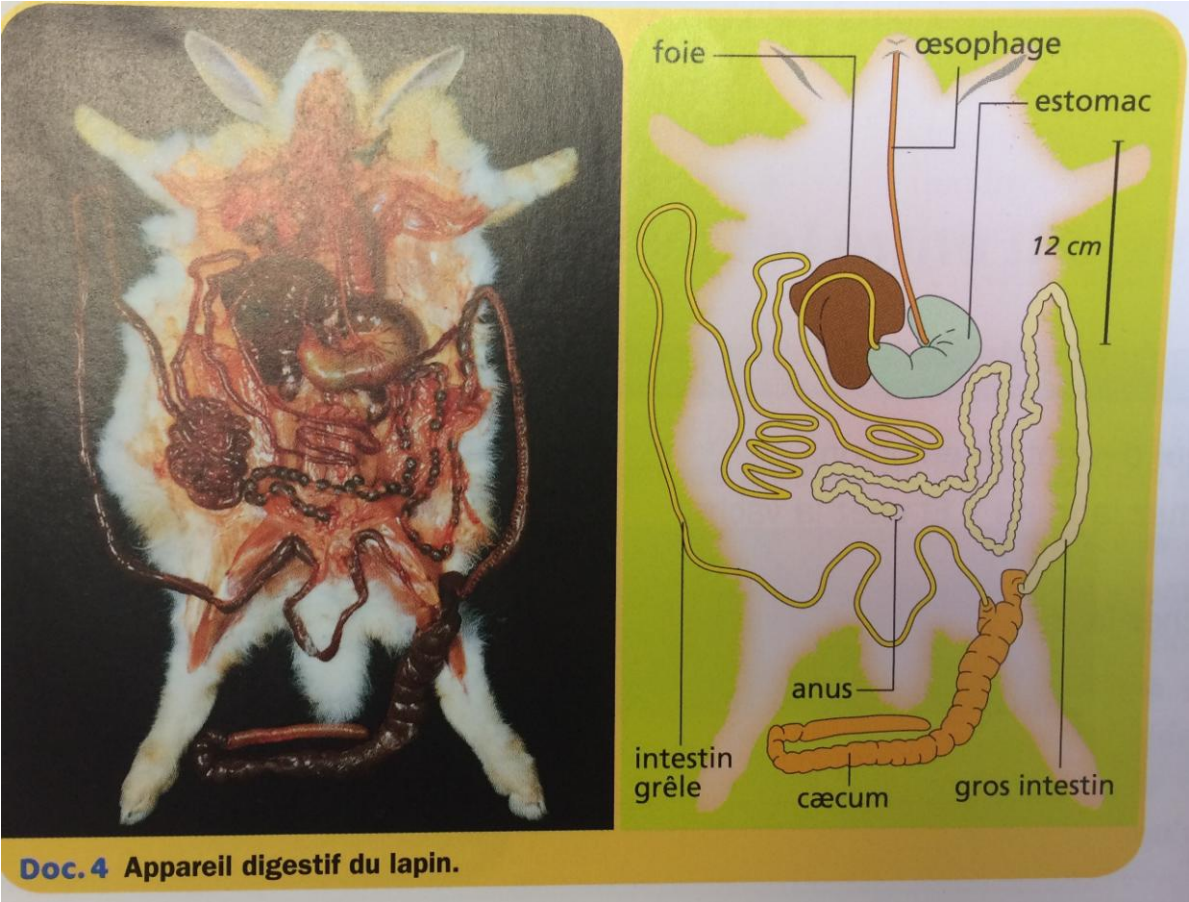 foie
œsophage
estomac
12 cm
anus
intestin
grêle
cæcum
gros intestin
Doc. 4 Appareil digestif du lapin.